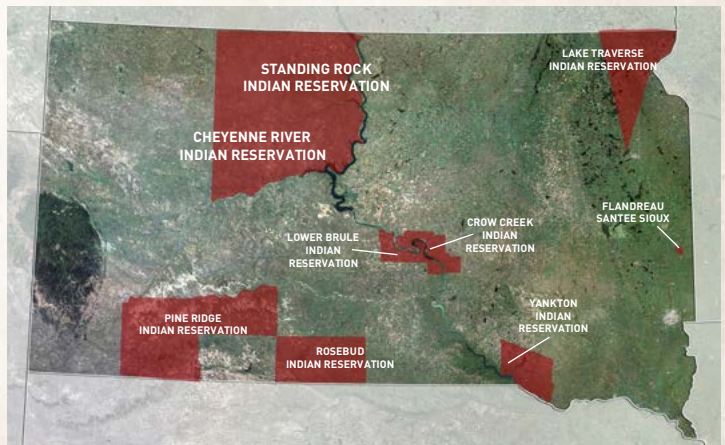 LAKE TRAVERSE
INDIAN RESERVATION
STANDING ROCK
INDIAN RESERVATION
CHEYENNE RIVER
INDIAN RESERVATION
FLANDREAU
SANTEE SIOUX
CROW CREEK
INDIAN
RESERVATION
LOWER BRULE
INDIAN
RESERVATION
YANKTON
INDIAN
RESERVATION
PINE RIDGE
INDIAN RESERVATION
ROSEBUD
INDIAN RESERVATION